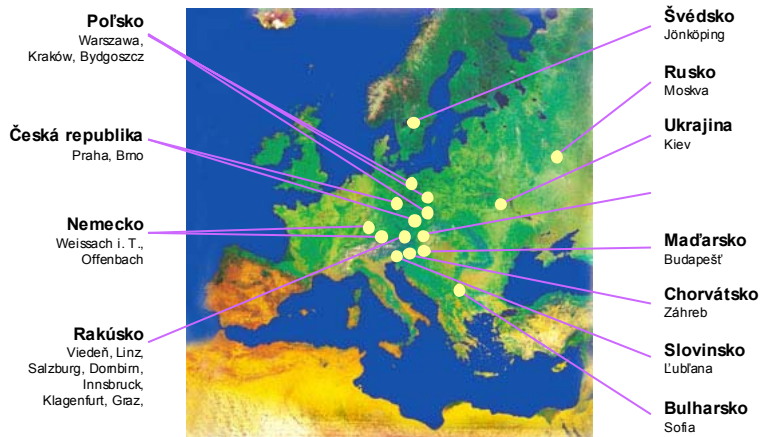 Poľsko
Warszawa,
Kraków, Bydgoszcz
Česká republika
Praha, Brno
Nemecko
Weissach i. T.,
Offenbach
Rakúsko
Viedeň, Linz,
Salzburg, Dornbirn,
Innsbruck,
Klagenfurt, Graz,
Švédsko
Jönköping
Rusko
Moskva
Ukrajina
Kiev
Maďarsko
Budapešť
Chorvátsko
Záhreb
Slovinsko
Ľubľana
Bulharsko
Sofia